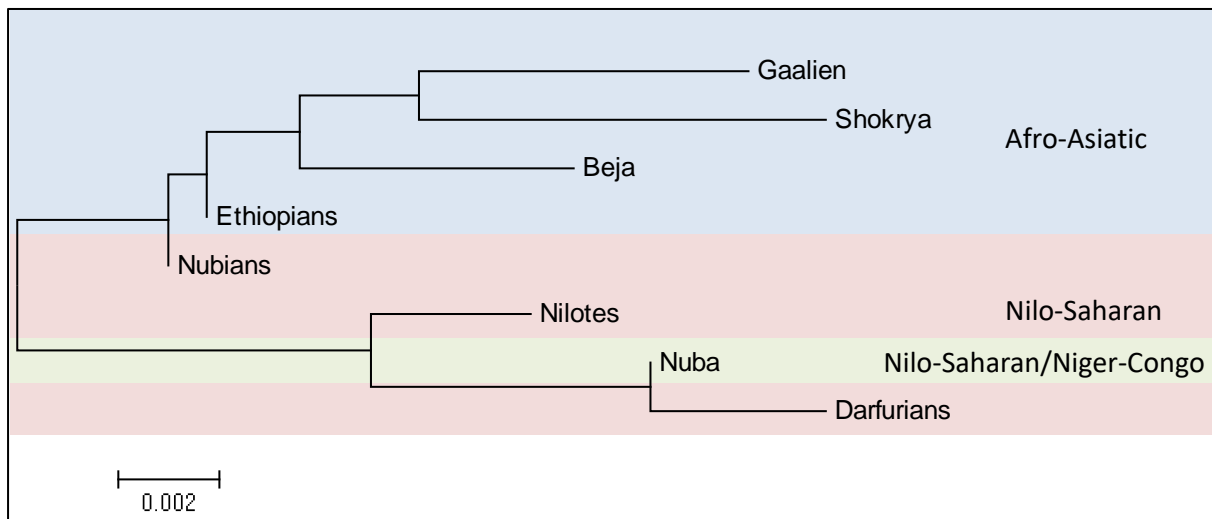 Gaalien
Shokrya
Afro-Asiatic
Beja
Ethiopians
Nubians
Nilotes
Nilo-Saharan
Nuba
Nilo-Saharan/Niger-Congo
Darfurians
0.002